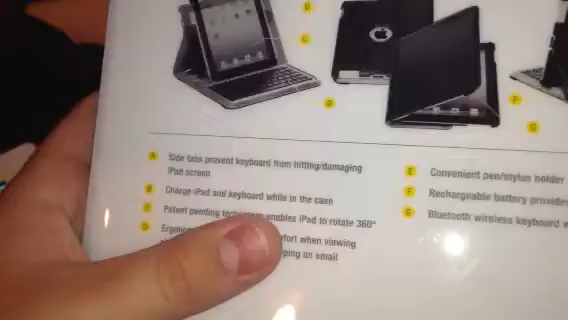 B
C
D
F
G
A Side tabs prevent keyboard from hitting/damaging
iPad screen
B Charge iPad and keyboard while in the case
C Patent pending enables iPad to rotate 360°
D when viewing
an email
E Convenient pen/stylus holder
F Rechargeable battery
G Bluetooth wireless keyboard